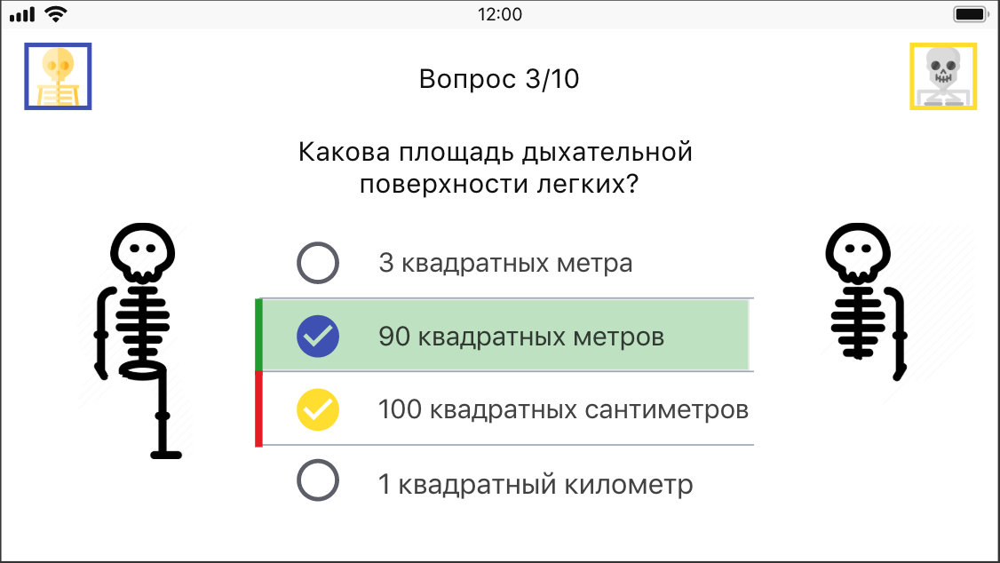 12:00
Вопрос 3/10
Какова площадь дыхательной
поверхности легких?
3 квадратных метра
90 квадратных метров
100 квадратных сантиметров
1 квадратный километр